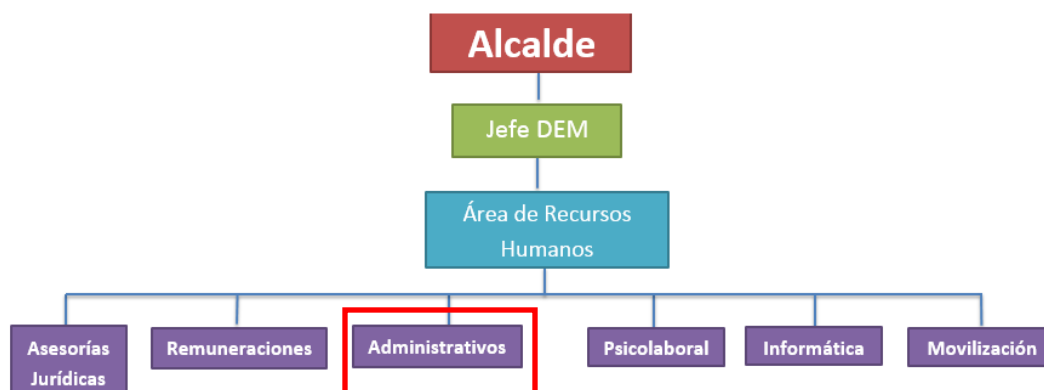 Alcalde
Jefe DEM
Área de Recursos
Humanos
Asesorías
Jurídicas
Remuneraciones
Administrativos
Psicolaboral
Informática
Movilización